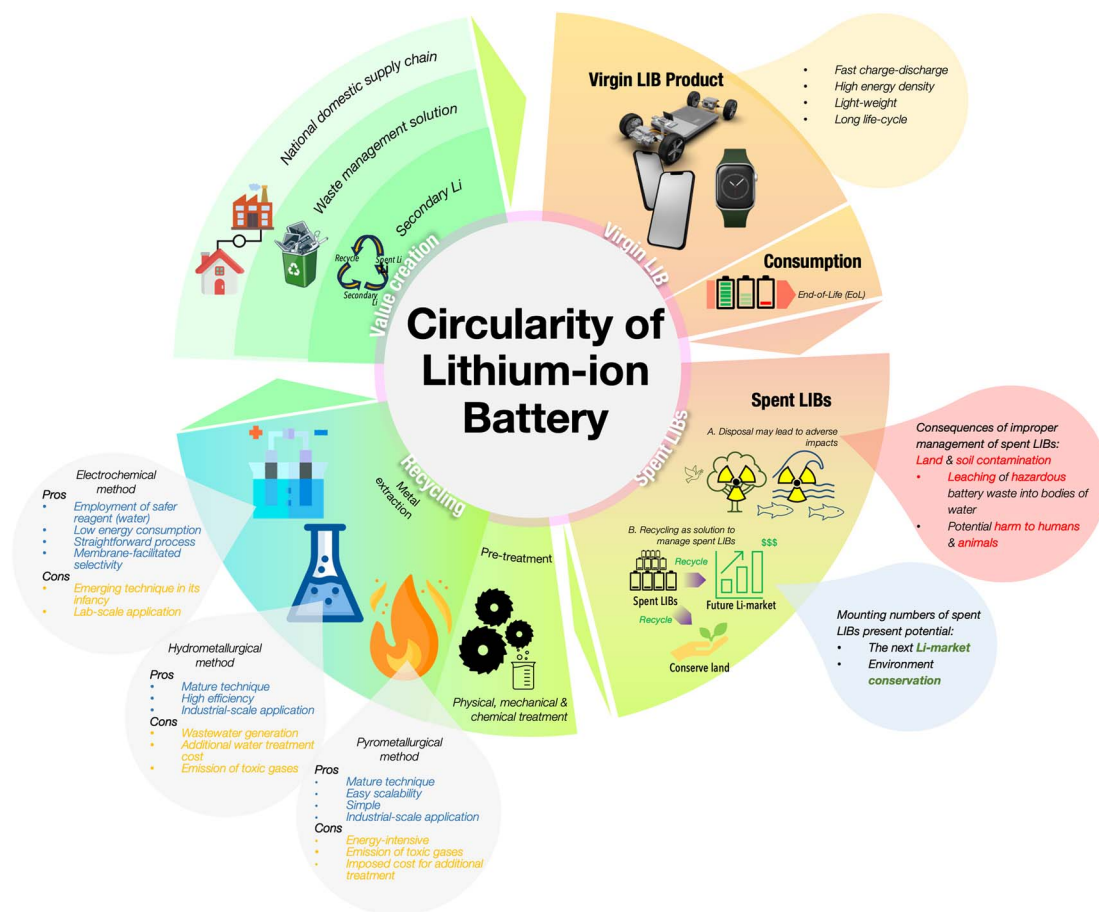 Circularity of
Lithium-ion
Battery
Virgin LIB
Virgin LIB Product
• Fast charge-discharge
• High energy density
• Light-weight
• Long life-cycle
Consumption
End-of-Life (EoL)
Spent LIBs
Spent LIBs
A. Disposal may lead to adverse
impacts
Consequences of improper
management of spent LIBs:
Land & soil contamination
• Leaching of hazardous
battery waste into bodies of
water
• Potential harm to humans
& animals
B. Recycling as solution to
manage spent LIBs
$$$
Recycle
Spent LIBs
Future Li-market
Recycle
Conserve land
Mounting numbers of spent
LIBs present potential:
• The next Li-market
• Environment
conservation
Recycling
Pre-treatment
Physical, mechanical &
chemical treatment
Metal
extraction
Pyrometallurgical
method
Pros
• Mature technique
• Easy scalability
• Simple
• Industrial-scale application
Cons
• Energy-intensive
• Emission of toxic gases
• Imposed cost for additional
treatment
Hydrometallurgical
method
Pros
• Mature technique
• High efficiency
• Industrial-scale application
Cons
• Wastewater generation
• Additional water treatment
cost
• Emission of toxic gases
Electrochemical
method
Pros
• Employment of safer
reagent (water)
• Low energy consumption
• Straightforward process
• Membrane-facilitated
selectivity
Cons
• Emerging technique in its
infancy
• Lab-scale application
Value creation
National domestic supply chain
Waste management solution
Secondary Li
Recycle
Spent Li
Secondary
Li